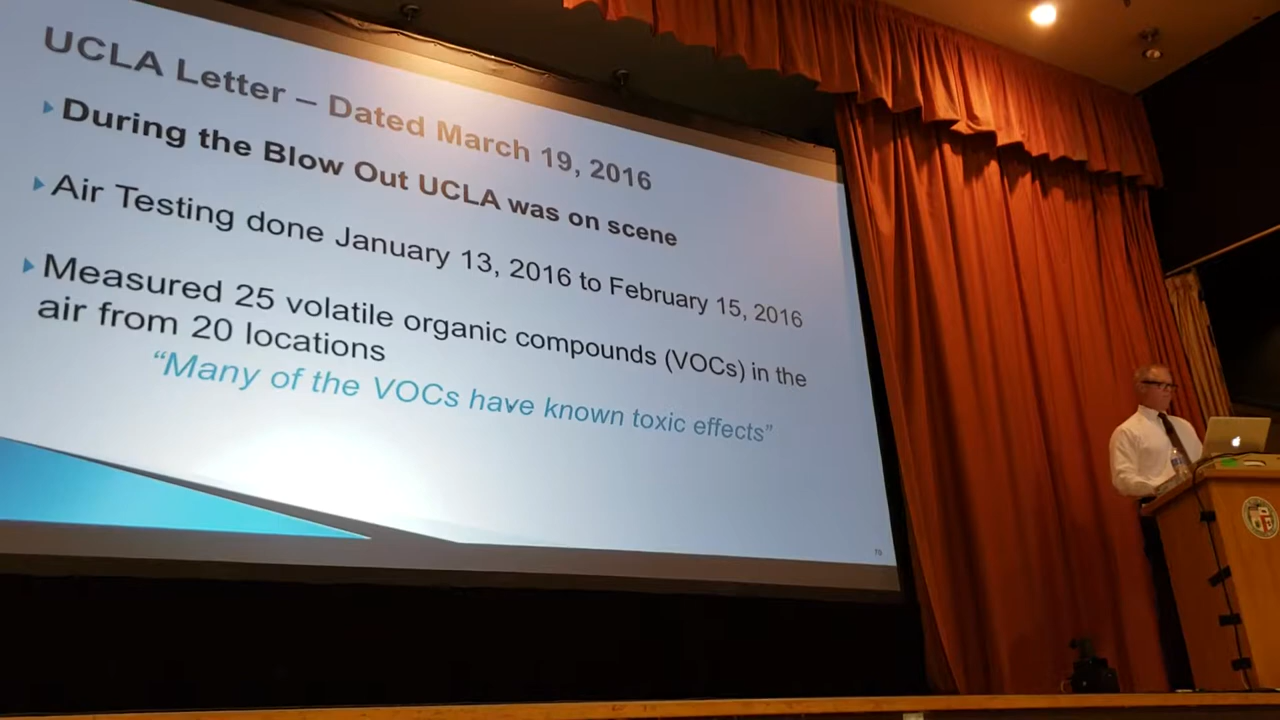 UCLA Letter – Dated March 19, 2016
During the Blow Out UCLA was on scene
Air Testing done January 13, 2016 to February 15, 2016
Measured 25 volatile organic compounds (VOCs) in the
air from 20 locations
“Many of the VOCs have known toxic effects”